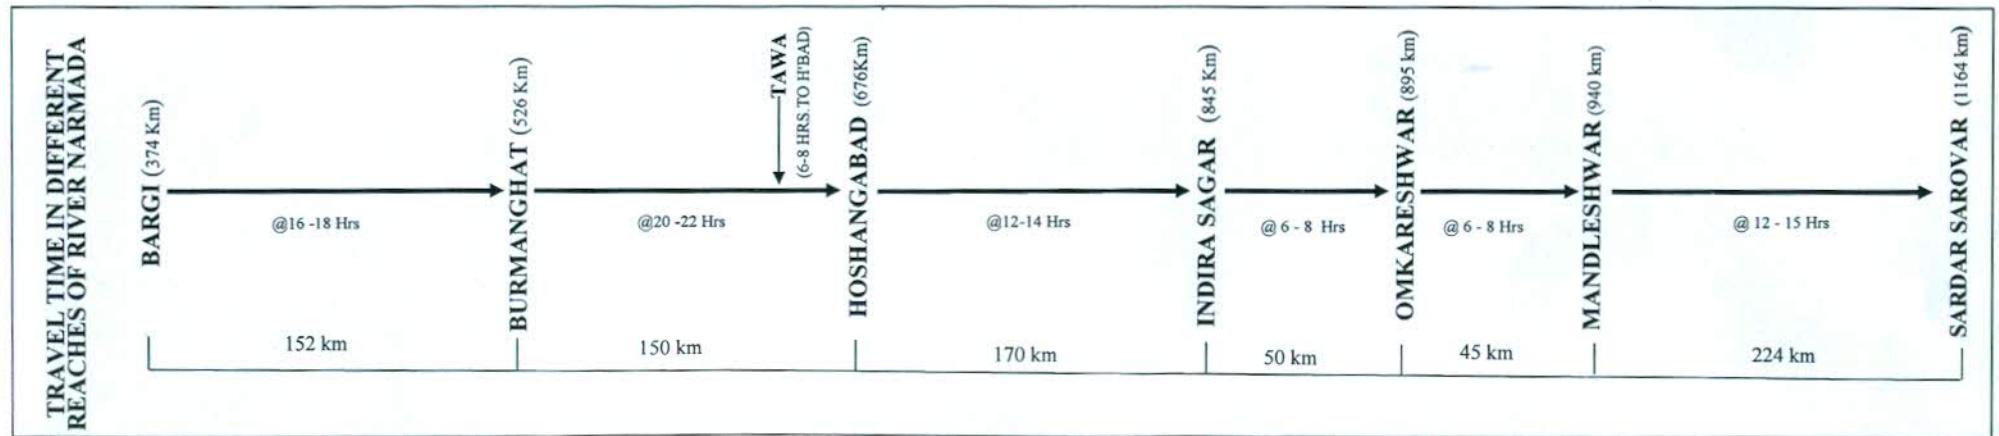 TRAVEL TIME IN DIFFERENT
REACHES OF RIVER NARMADA
BARGI (374 Km)
@16 -18 Hrs
152 km
BURMANGHAT (526 Km)
@20 -22 Hrs
150 km
TAWA
(6-8 HRS.TO H'BAD)
HOSHANGABAD (676Km)
@12-14 Hrs
170 km
INDIRA SAGAR (845 Km)
@ 6 - 8 Hrs
50 km
OMKARESHWAR (895 km)
@ 6 - 8 Hrs
45 km
MANDLESHWAR (940 km)
@ 12 - 15 Hrs
224 km
SARDAR SAROVAR (1164 km)